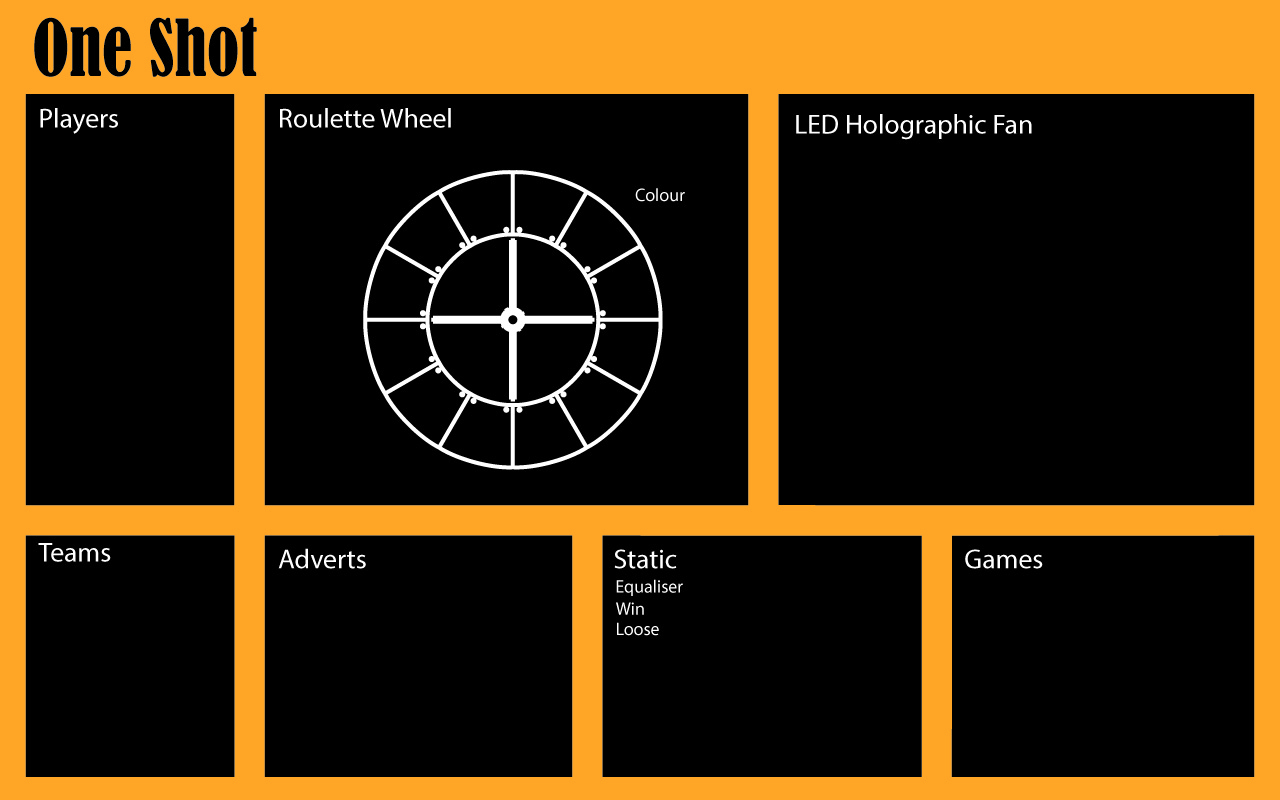 One Shot
Players
Roulette Wheel
Colour
LED Holographic Fan
Teams
Adverts
Static
Equaliser
Win
Loose
Games